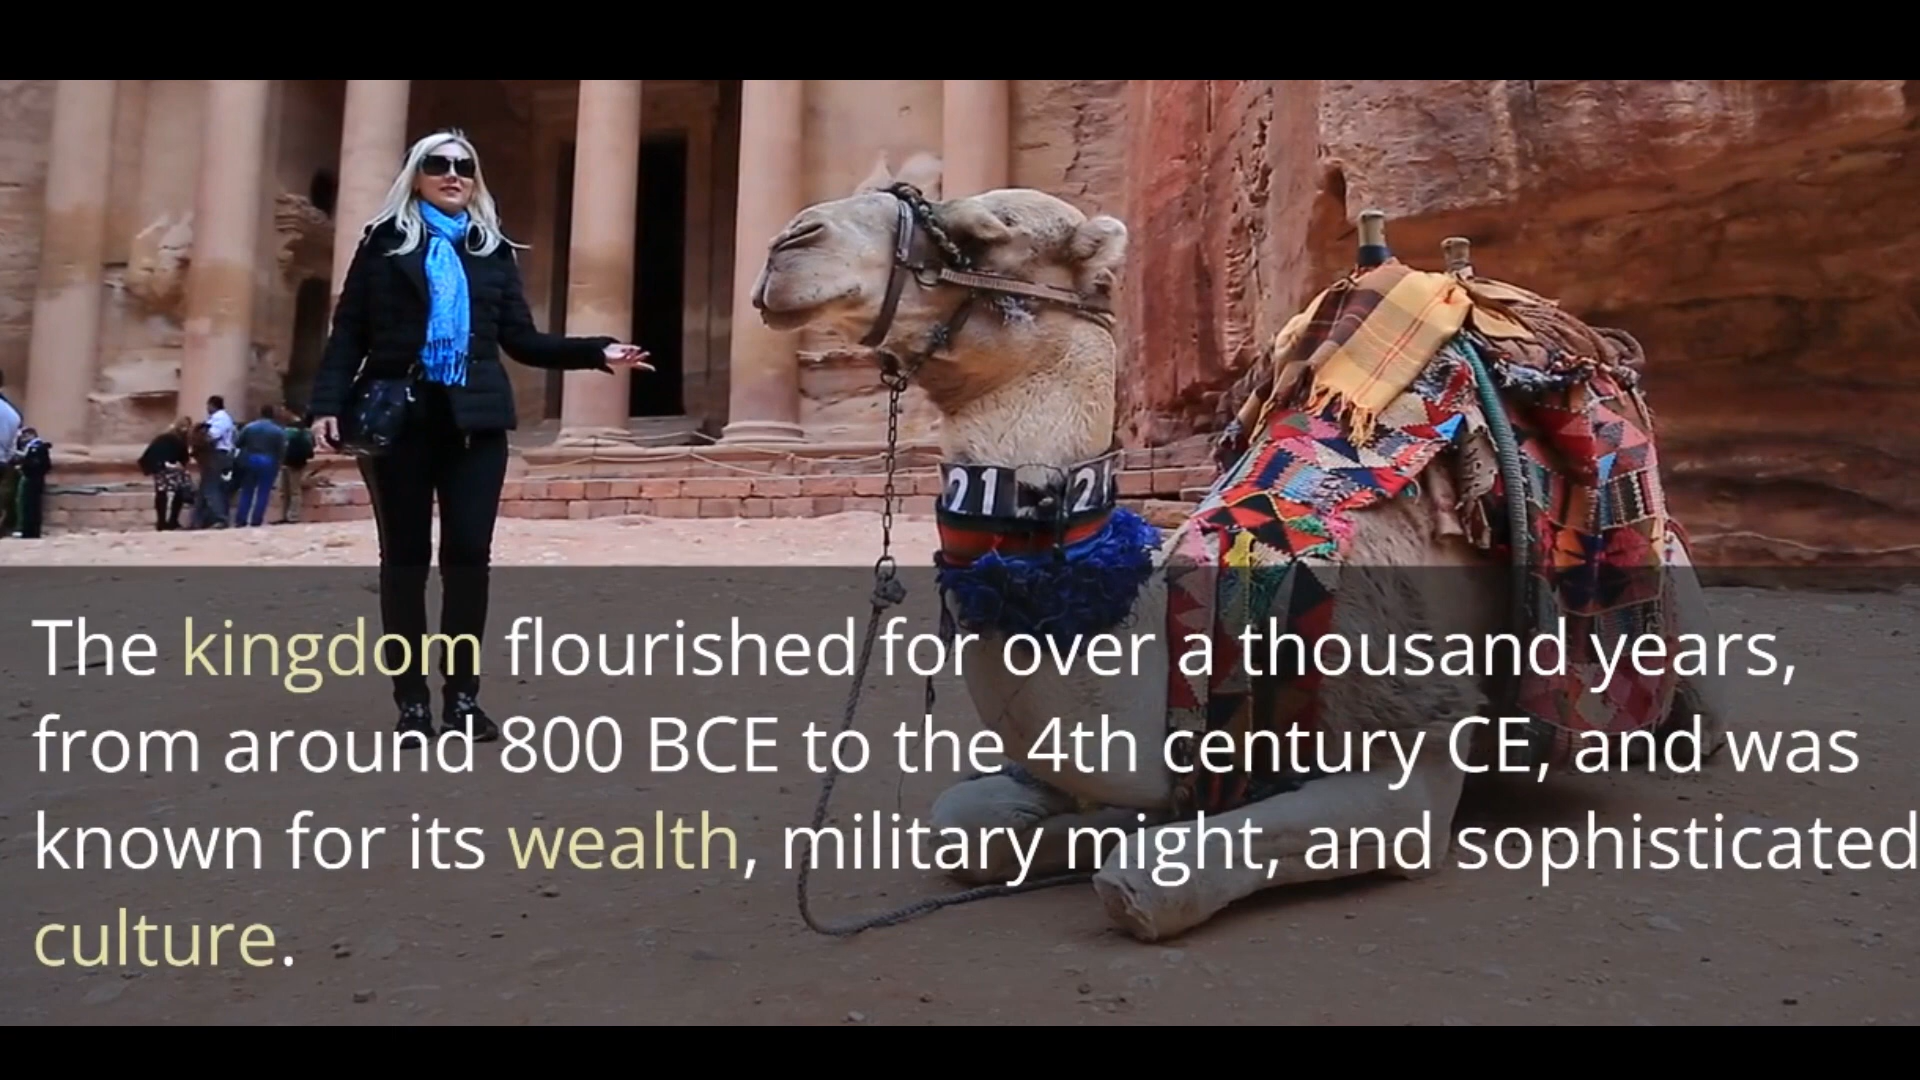 21 21
The kingdom flourished for over a thousand years,
from around 800 BCE to the 4th century CE, and was
known for its wealth, military might, and sophisticated
culture.